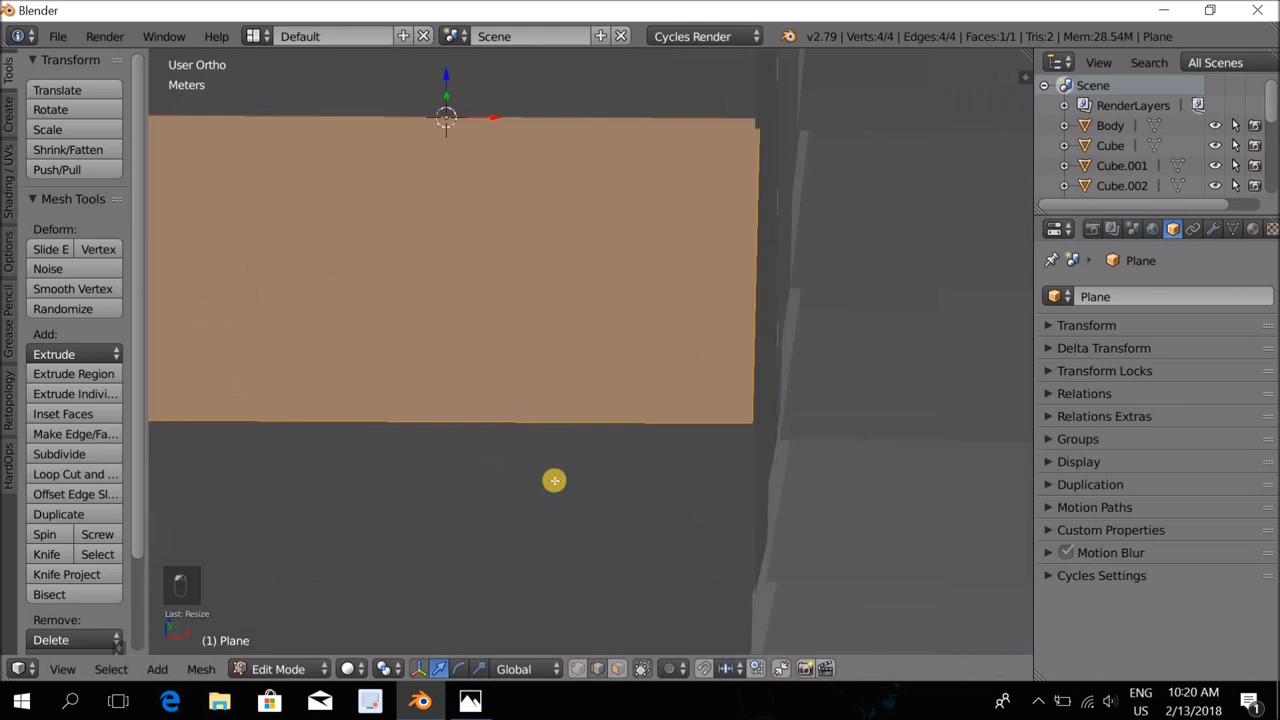 Blender
File Render Window Help Default Scene Cycles Render v2.79 | Verts:4/4 | Edges:4/4 | Faces:1/1 | Tris:2 | Mem:28.54M | Plane
Tools
Create
Shading / UVs
Options
Grease Pencil
Retopology
HardOps
Transform
Translate
Rotate
Scale
Shrink/Fatten
Push/Pull
Mesh Tools
Deform:
Slide E Vertex
Noise
Smooth Vertex
Randomize
Add:
Extrude
Extrude Region
Extrude Indivi...
Inset Faces
Make Edge/Fa...
Subdivide
Loop Cut and ...
Offset Edge Sl...
Duplicate
Spin Screw
Knife Select
Knife Project
Bisect
Remove:
Delete
User Ortho
Meters
Last: Resize
(1) Plane
View Select Add Mesh Edit Mode Global
View Search All Scenes
Scene
RenderLayers
Body
Cube
Cube.001
Cube.002
Plane
Plane
Transform
Delta Transform
Transform Locks
Relations
Relations Extras
Groups
Display
Duplication
Motion Paths
Custom Properties
Motion Blur
Cycles Settings
ENG
US
10:20 AM
2/13/2018
1